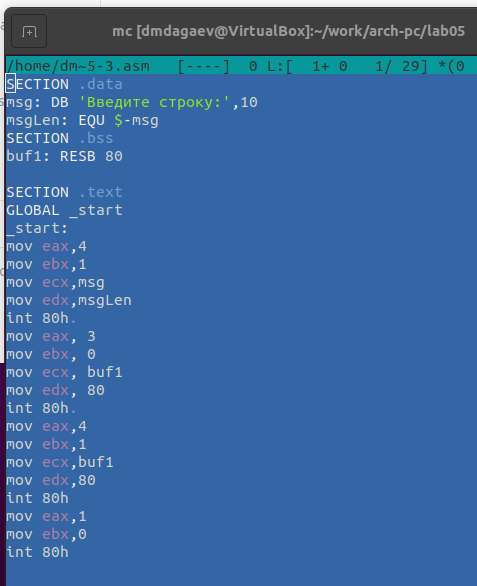 mc [dmdagaev@VirtualBox]:~/work/arch-pc/lab05
/home/dm~5-3.asm   [----]  0 L:[  1+ 0   1/ 29] *(0
SECTION .data
msg: DB 'Введите строку:',10
msgLen: EQU $-msg
SECTION .bss
buf1: RESB 80

SECTION .text
GLOBAL _start
_start:
mov eax,4
mov ebx,1
mov ecx,msg
mov edx,msgLen
int 80h.
mov eax, 3
mov ebx, 0
mov ecx, buf1
mov edx, 80
int 80h.
mov eax,4
mov ebx,1
mov ecx,buf1
mov edx,80
int 80h
mov eax,1
mov ebx,0
int 80h